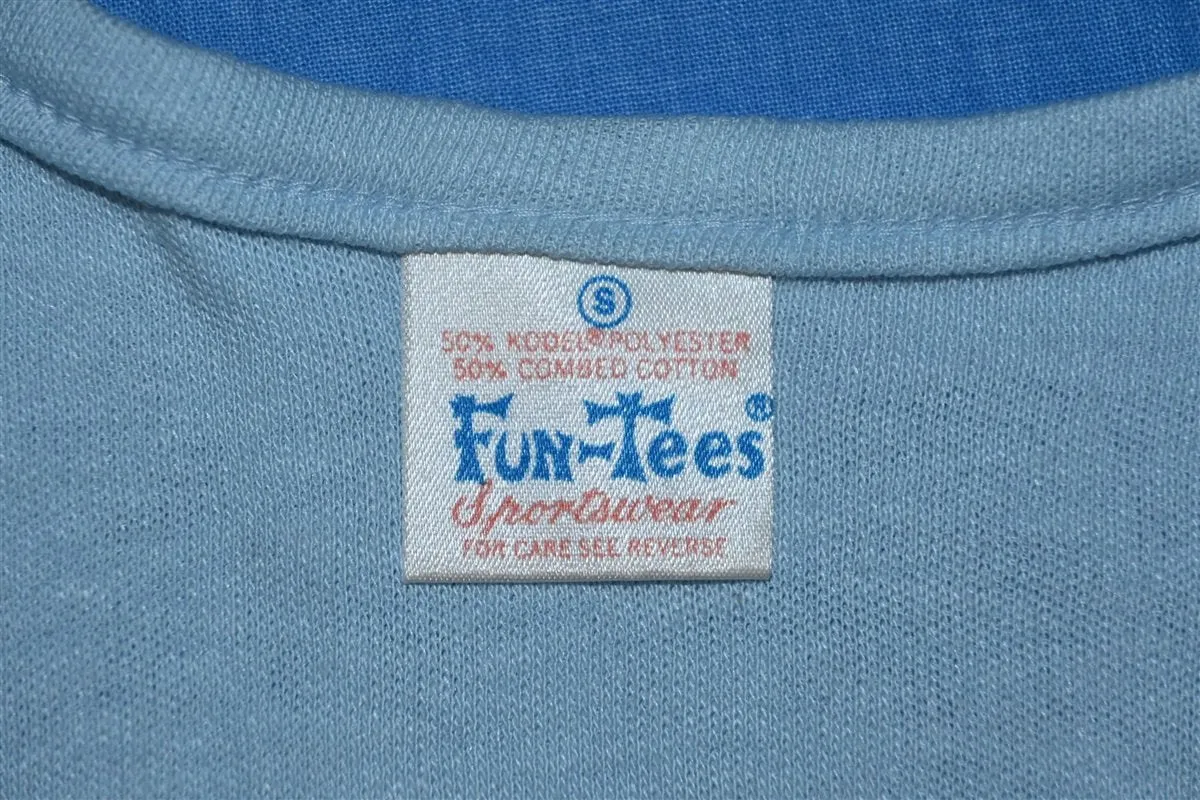 S
50% KODEL® POLYESTER
50% COMBED COTTON
FUN-Tees®
Sportswear
FOR CARE SEE REVERSE